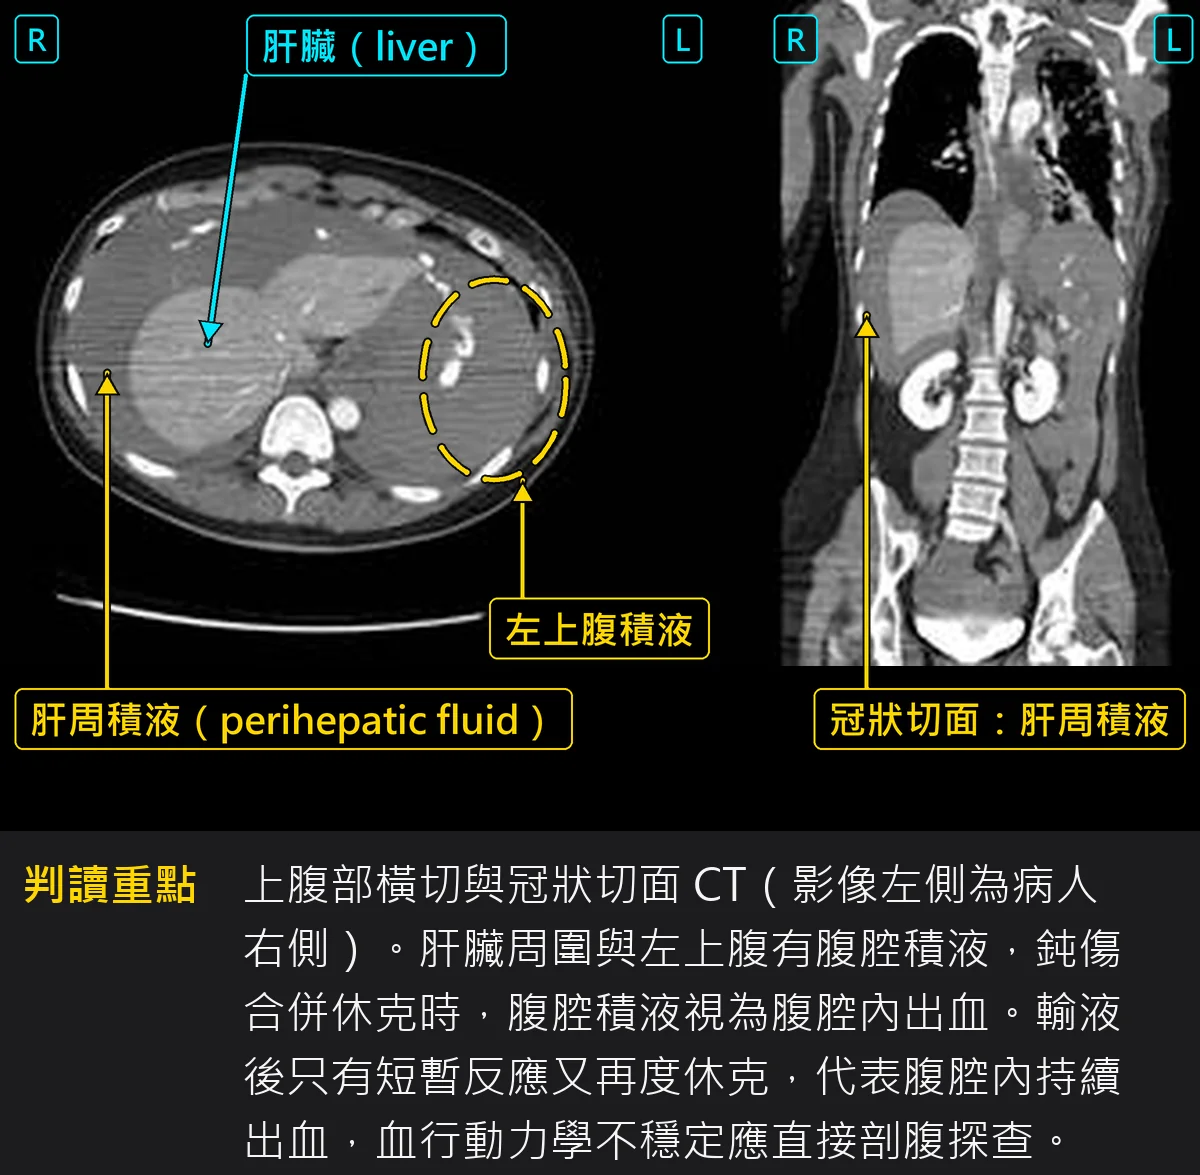 R
肝臟（liver）
L
R
L
左上腹積液
肝周積液（perihepatic fluid）
冠狀切面：肝周積液
判讀重點
上腹部橫切與冠狀切面 CT（影像左側為病人
右側）。肝臟周圍與左上腹有腹腔積液，鈍傷
合併休克時，腹腔積液視為腹腔內出血。輸液
後只有短暫反應又再度休克，代表腹腔內持續
出血，血行動力學不穩定應直接剖腹探查。